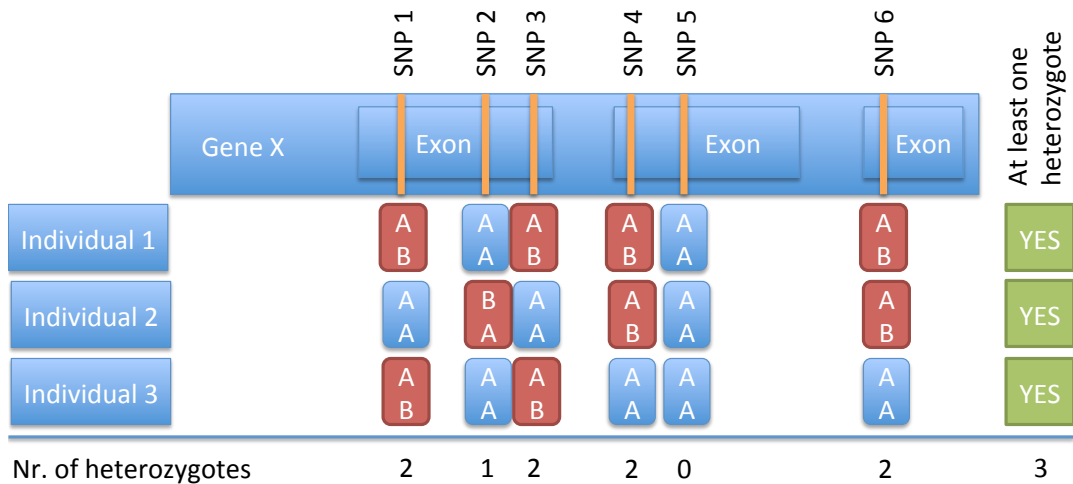 SNP 1
SNP 2
SNP 3
SNP 4
SNP 5
SNP 6
At least one
heterozygote
Gene X
Exon
Exon
Exon
Individual 1
A A A A A A
B A B B A B
YES
Individual 2
A B A A A A
A A A B A B
YES
Individual 3
A A A A A A
B A B A A A
YES
Nr. of heterozygotes 2 1 2 2 0 2 3